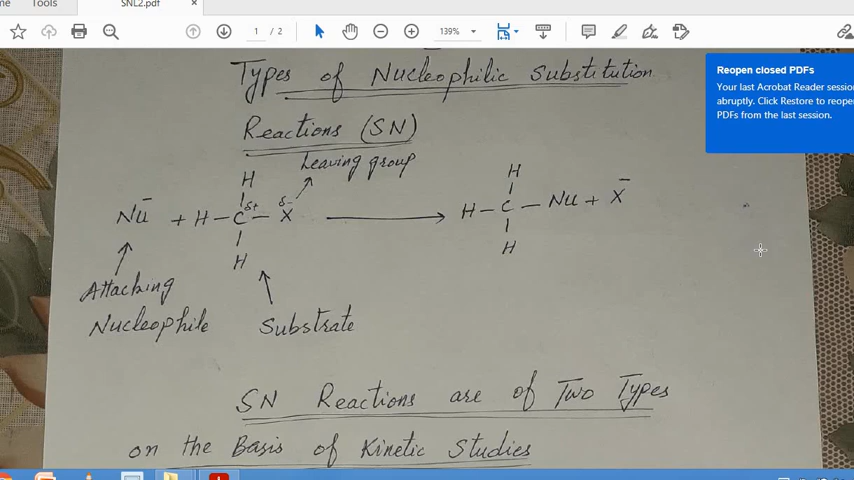 me
Tools
SNL2.pdf
×
1 / 2
139%
Reopen closed PDFs
Your last Acrobat Reader sessio
abruptly. Click Restore to reope
PDFs from the last session.
Types of Nucleophilic Substitution
Reactions (SN)
Leaving group
H H
Nū + H - C - X → H - C - Nu + X̄
δ+ δ-
H H
Attacking
Nucleophile
Substrate
SN Reactions are of Two Types
on the Basis of Kinetic Studies